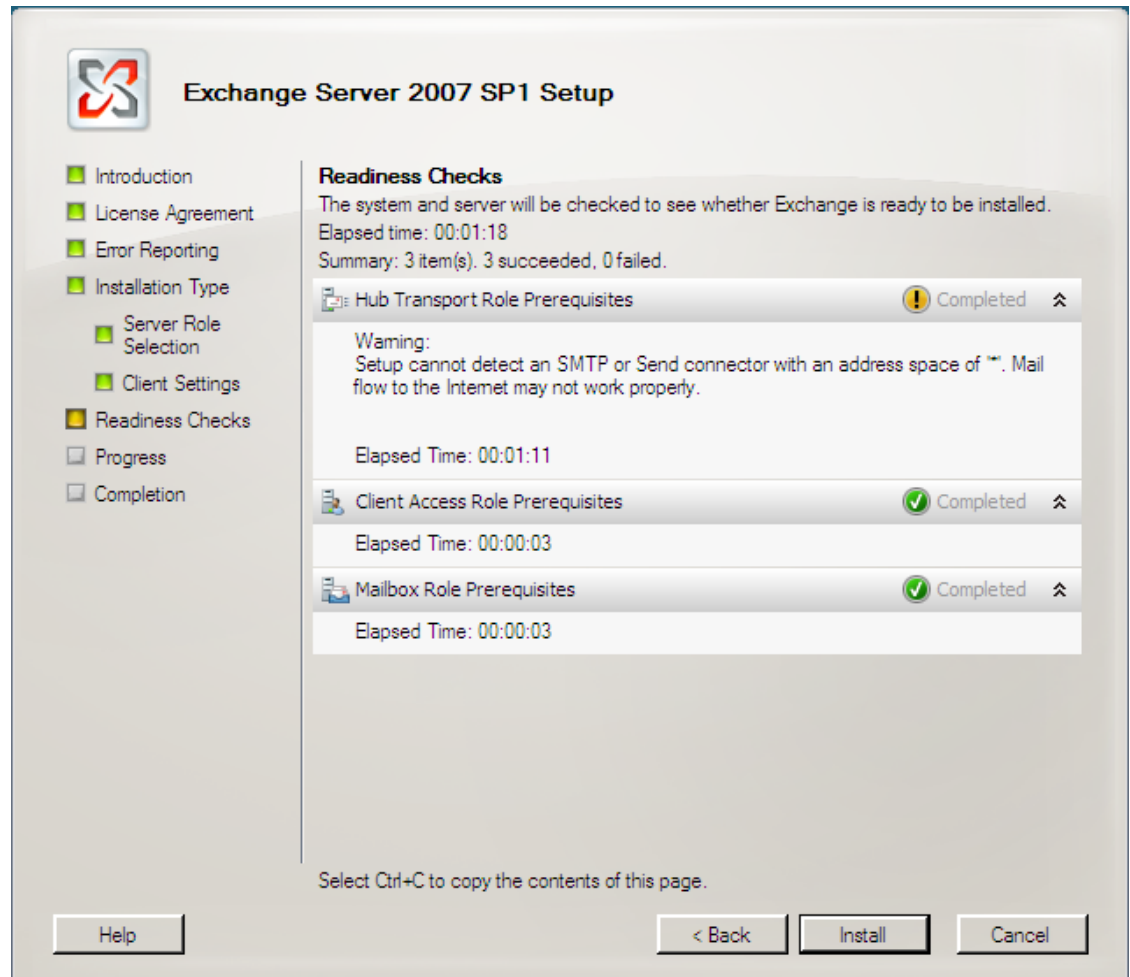 Exchange Server 2007 SP1 Setup
Introduction
License Agreement
Error Reporting
Installation Type
Server Role
Selection
Client Settings
Readiness Checks
Progress
Completion
Readiness Checks
The system and server will be checked to see whether Exchange is ready to be installed.
Elapsed time: 00:01:18
Summary: 3 item(s). 3 succeeded, 0 failed.
Hub Transport Role Prerequisites
Completed
Warning:
Setup cannot detect an SMTP or Send connector with an address space of '*'. Mail
flow to the Internet may not work properly.
Elapsed Time: 00:01:11
Client Access Role Prerequisites
Completed
Elapsed Time: 00:00:03
Mailbox Role Prerequisites
Completed
Elapsed Time: 00:00:03
Select Ctrl+C to copy the contents of this page.
Help
< Back
Install
Cancel